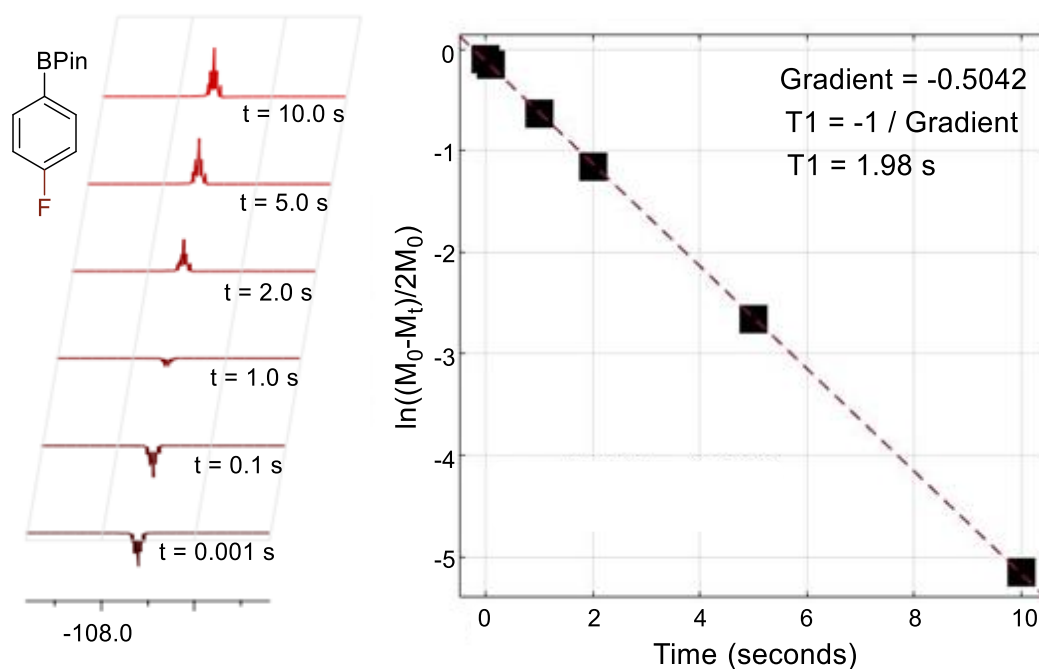 BPin
F
t = 10.0 s
t = 5.0 s
t = 2.0 s
t = 1.0 s
t = 0.1 s
t = 0.001 s
-108.0
ln((M₀-Mₜ)/2M₀)
0
-1
-2
-3
-4
-5
Gradient = -0.5042
T1 = -1 / Gradient
T1 = 1.98 s
0 2 4 6 8 10
Time (seconds)